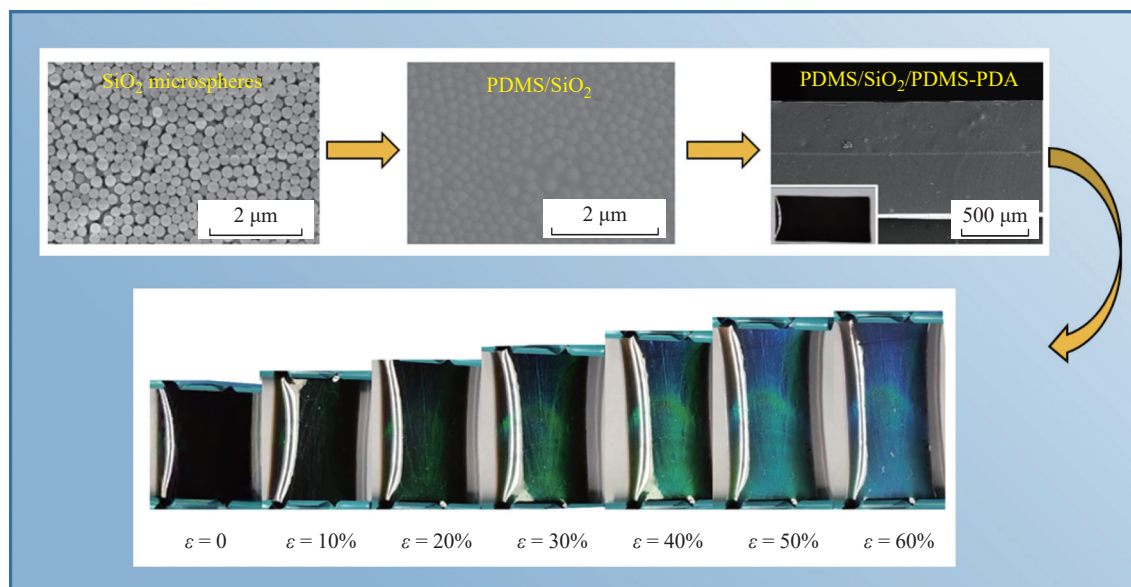 SiO₂ microspheres
PDMS/SiO₂
PDMS/SiO₂/PDMS-PDA
2 μm
2 μm
500 μm
ε = 0
ε = 10%
ε = 20%
ε = 30%
ε = 40%
ε = 50%
ε = 60%